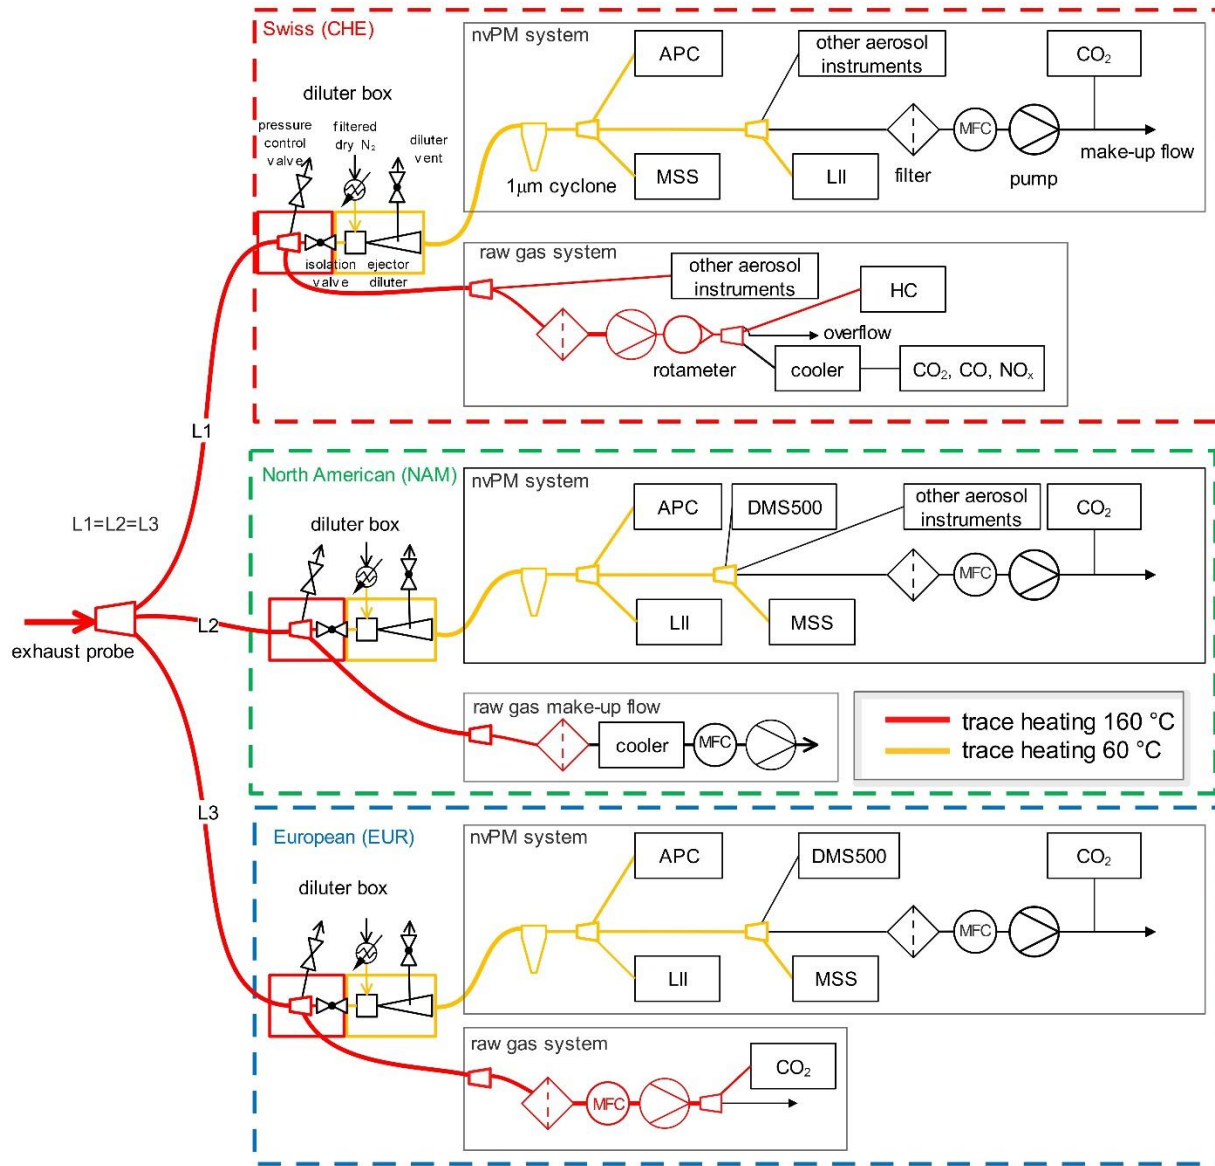 Swiss (CHE)
nvPM system
APC
other aerosol
instruments
CO₂
diluter box
pressure
control
valve
filtered
dry N₂
diluter
vent
MFC
make-up flow
1µm cyclone
MSS
LII
filter
pump
isolation
valve
ejector
diluter
raw gas system
other aerosol
instruments
HC
overflow
rotameter
cooler
CO₂, CO, NOₓ
L1
North American (NAM)
nvPM system
APC
DMS500
other aerosol
instruments
CO₂
L1=L2=L3
diluter box
MFC
LII
MSS
L2
exhaust probe
raw gas make-up flow
cooler
MFC
trace heating 160 °C
trace heating 60 °C
L3
European (EUR)
nvPM system
APC
DMS500
CO₂
diluter box
MFC
LII
MSS
raw gas system
CO₂
MFC